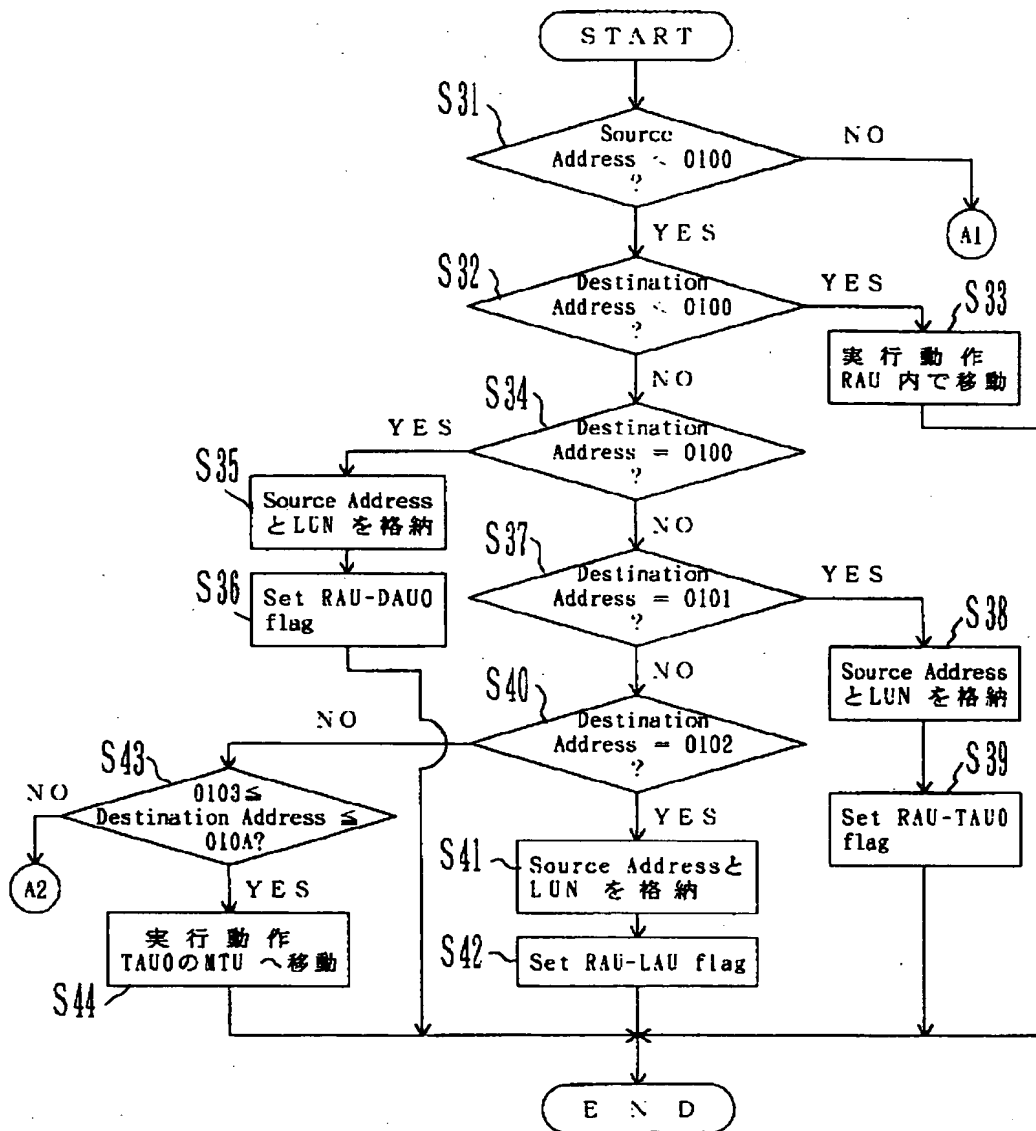 START
S31
Source
Address < 0100
?
NO
A1
YES
S32
Destination
Address < 0100
?
YES
S33
実行動作
RAU 内で移動
NO
S34
Destination
Address = 0100
?
YES
S35
Source Address
とLUN を格納
S36
Set RAU-DAU0
flag
NO
S37
Destination
Address = 0101
?
YES
S38
Source Address
とLUN を格納
S39
Set RAU-TAU0
flag
NO
S40
Destination
Address = 0102
?
NO
S43
0103≦
Destination Address ≦
010A?
NO
A2
YES
S44
実行動作
TAU0のMTU へ移動
YES
S41
Source Addressと
LUN を格納
S42
Set RAU-LAU flag
END